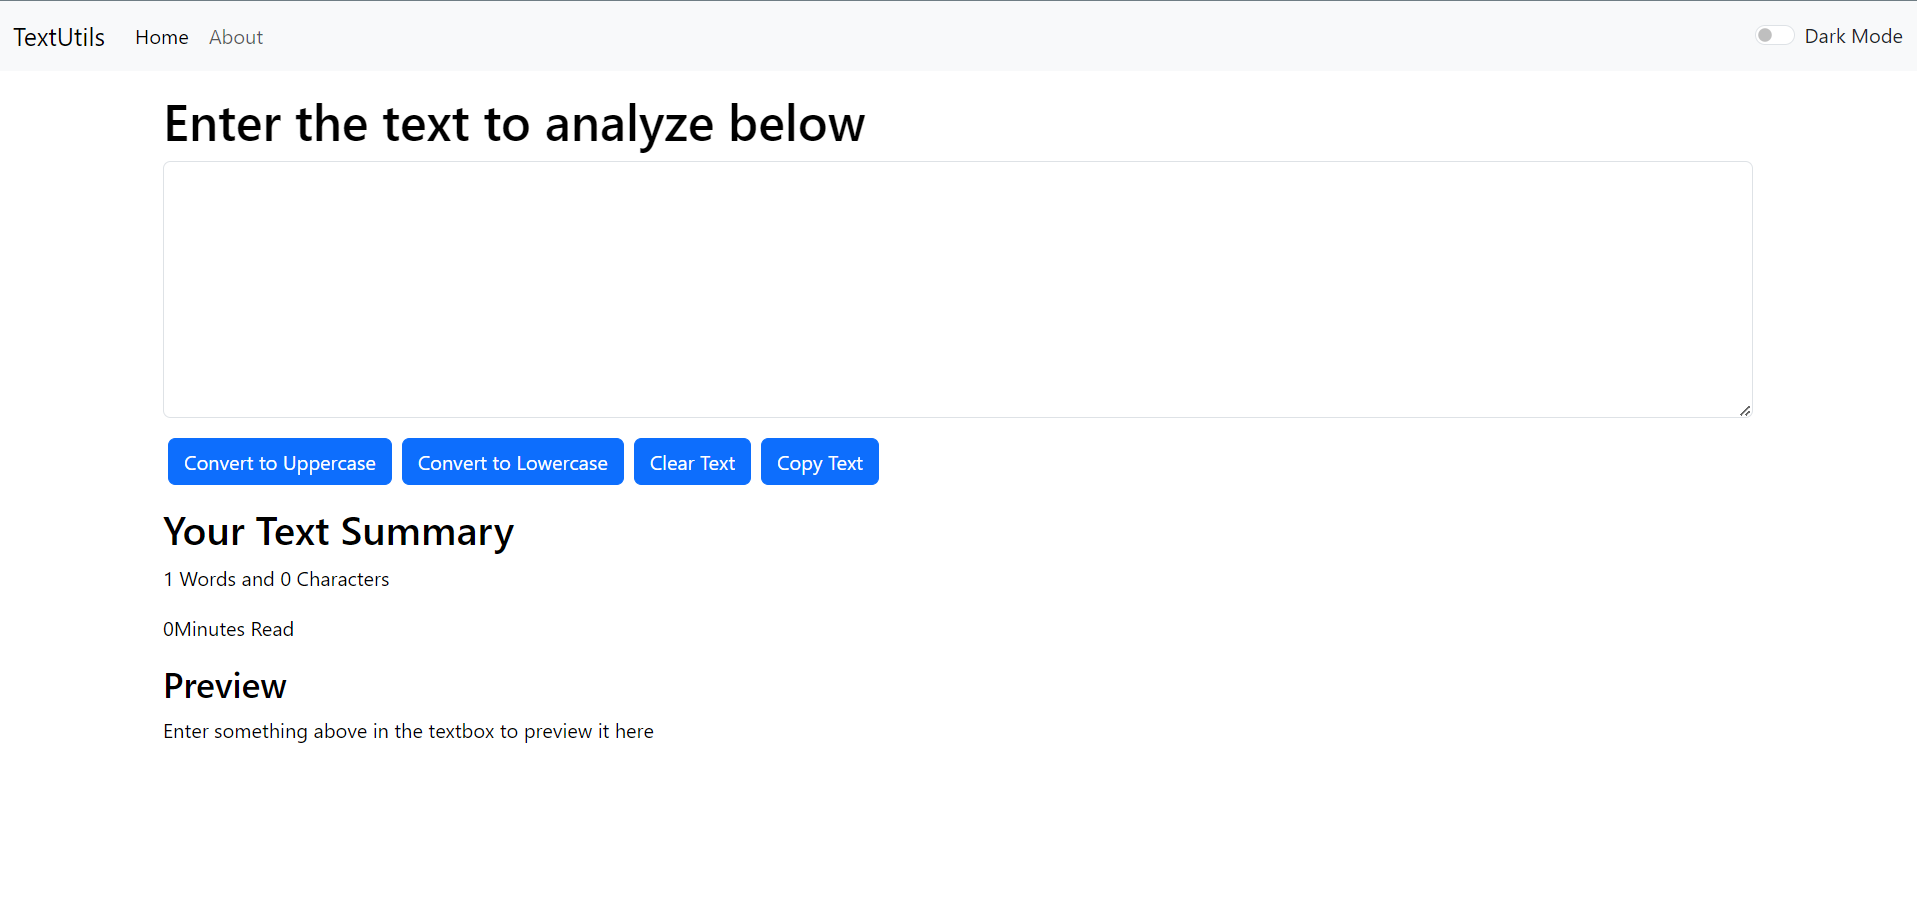 TextUtils Home About Dark Mode
Enter the text to analyze below
Convert to Uppercase Convert to Lowercase Clear Text Copy Text
Your Text Summary
1 Words and 0 Characters
0Minutes Read
Preview
Enter something above in the textbox to preview it here